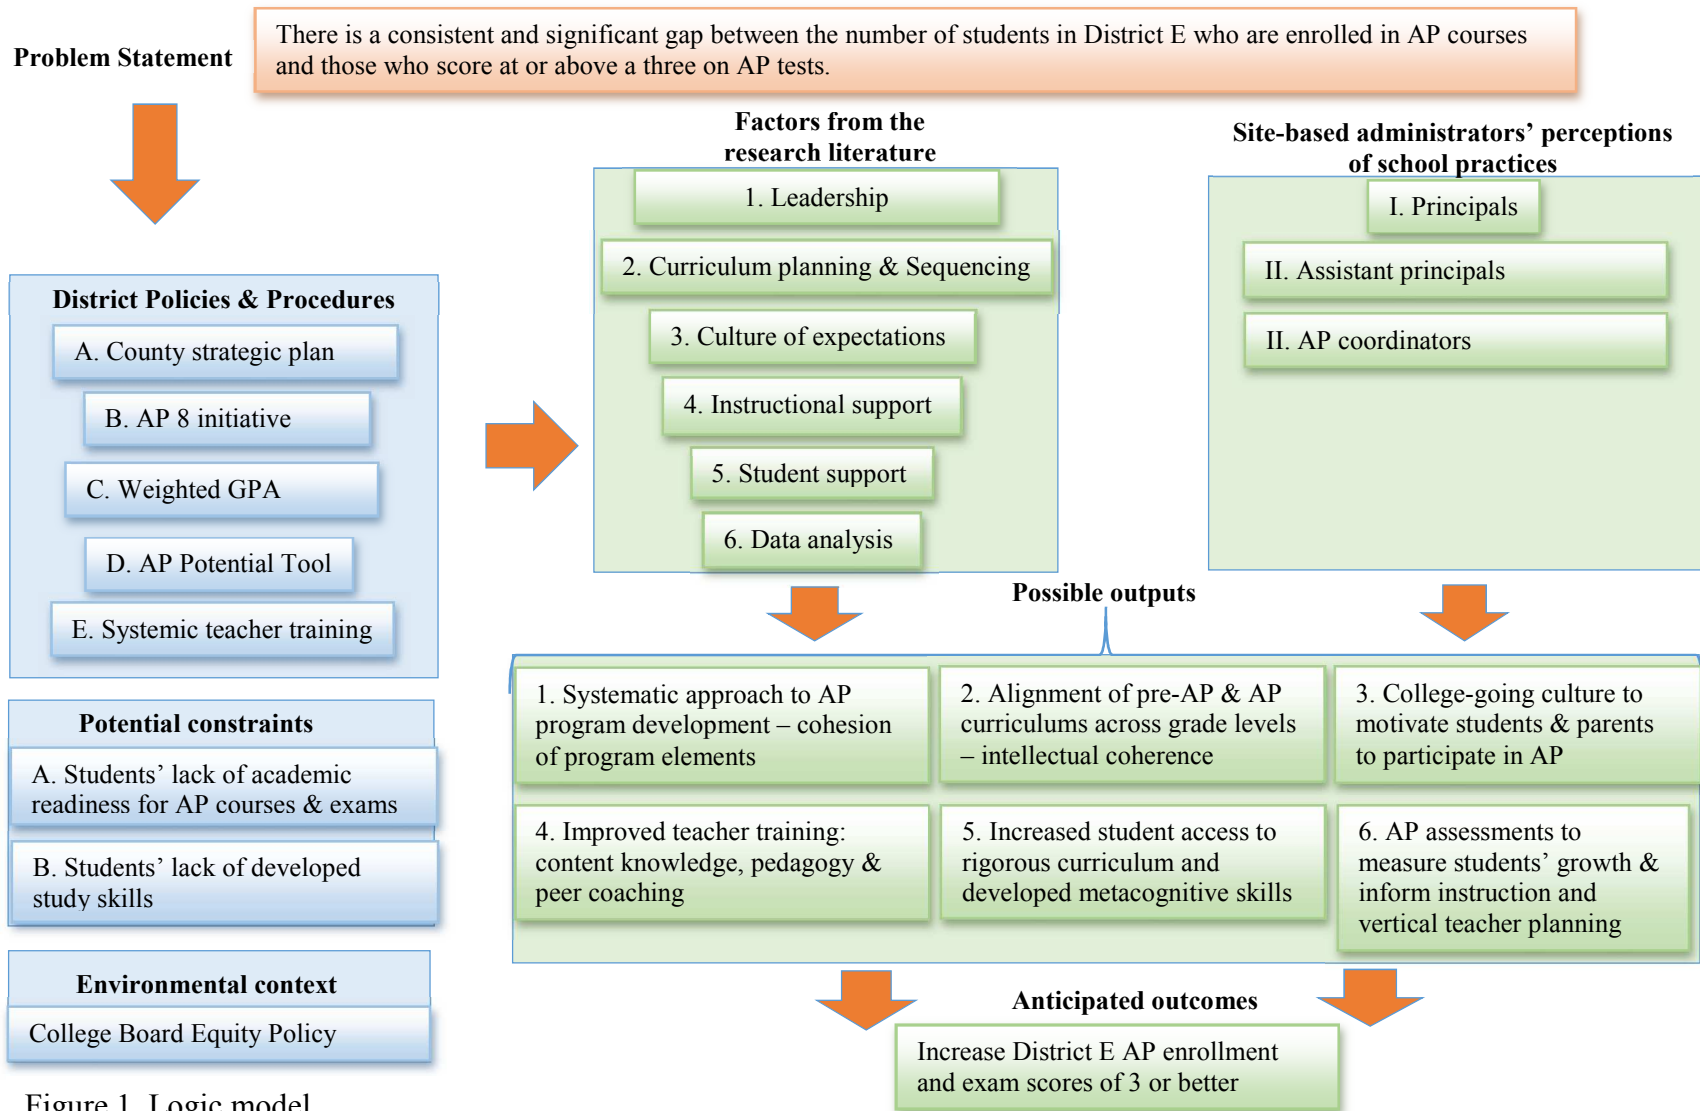 Problem Statement
There is a consistent and significant gap between the number of students in District E who are enrolled in AP courses
and those who score at or above a three on AP tests.
District Policies & Procedures
A. County strategic plan
B. AP 8 initiative
C. Weighted GPA
D. AP Potential Tool
E. Systemic teacher training
Potential constraints
A. Students’ lack of academic
readiness for AP courses & exams
B. Students’ lack of developed
study skills
Environmental context
College Board Equity Policy
Factors from the
research literature
1. Leadership
2. Curriculum planning & Sequencing
3. Culture of expectations
4. Instructional support
5. Student support
6. Data analysis
Site-based administrators’ perceptions
of school practices
I. Principals
II. Assistant principals
II. AP coordinators
Possible outputs
1. Systematic approach to AP
program development – cohesion
of program elements
2. Alignment of pre-AP & AP
curriculums across grade levels
– intellectual coherence
3. College-going culture to
motivate students & parents
to participate in AP
4. Improved teacher training:
content knowledge, pedagogy &
peer coaching
5. Increased student access to
rigorous curriculum and
developed metacognitive skills
6. AP assessments to
measure students’ growth &
inform instruction and
vertical teacher planning
Anticipated outcomes
Increase District E AP enrollment
and exam scores of 3 or better
Figure 1. Logic model